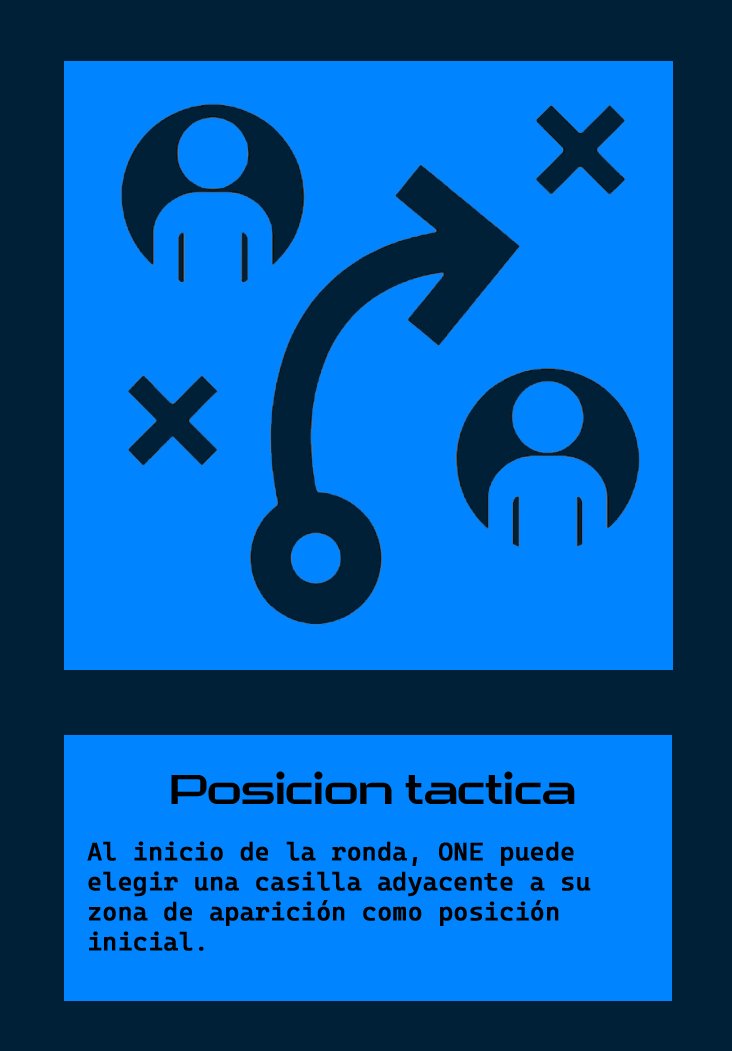 Posicion tactica
Al inicio de la ronda, ONE puede
elegir una casilla adyacente a su
zona de aparición como posición
inicial.